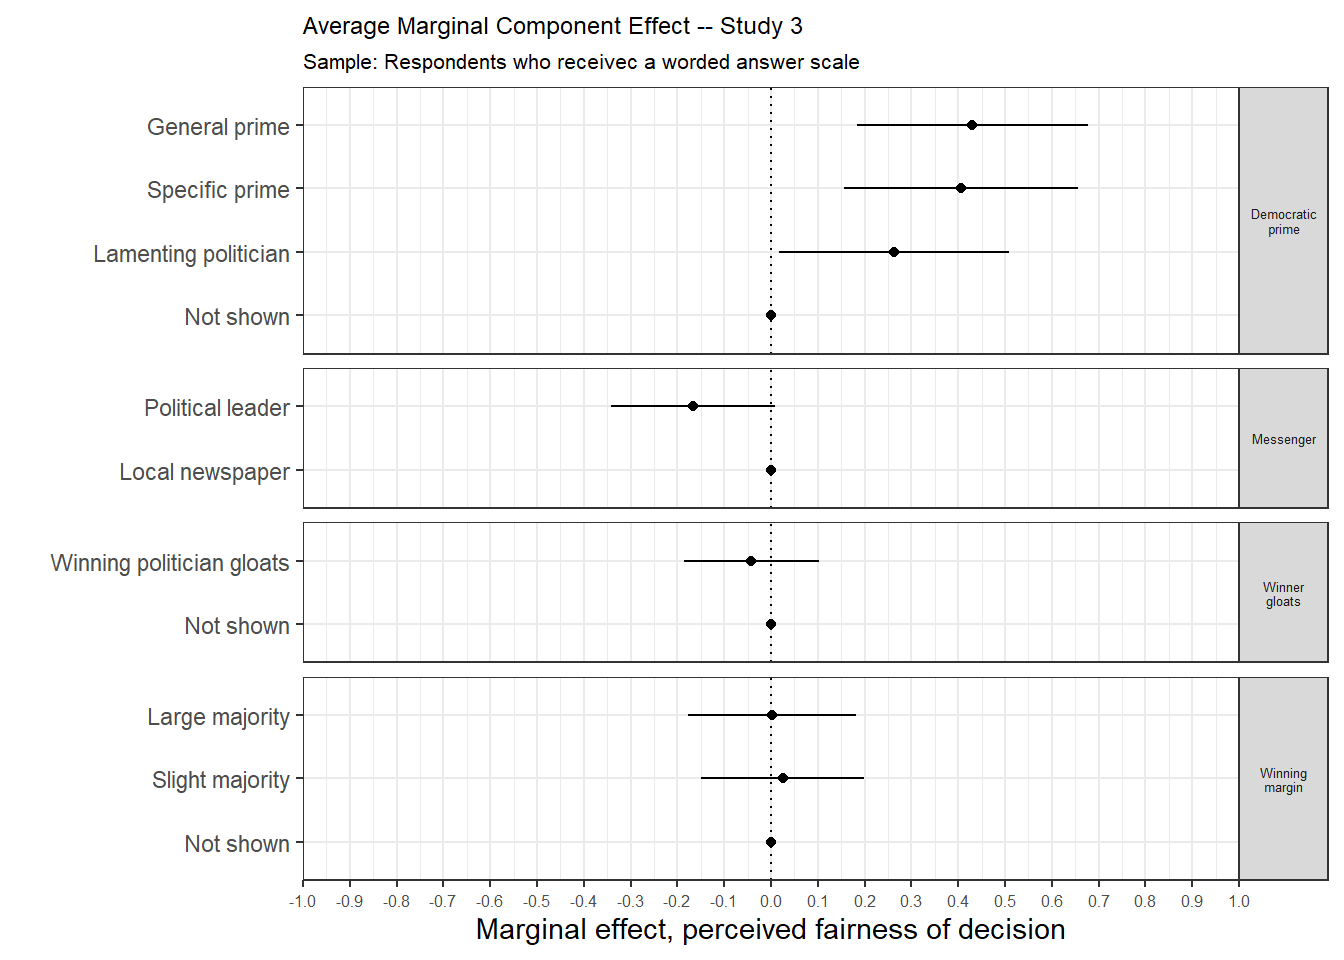 Average Marginal Component Effect -- Study 3
Sample: Respondents who receivec a worded answer scale
General prime
Specific prime
Lamenting politician
Not shown
Democratic
prime
Political leader
Local newspaper
Messenger
Winning politician gloats
Not shown
Winner
gloats
Large majority
Slight majority
Not shown
Winning
margin
-1.0 -0.9 -0.8 -0.7 -0.6 -0.5 -0.4 -0.3 -0.2 -0.1 0.0 0.1 0.2 0.3 0.4 0.5 0.6 0.7 0.8 0.9 1.0
Marginal effect, perceived fairness of decision